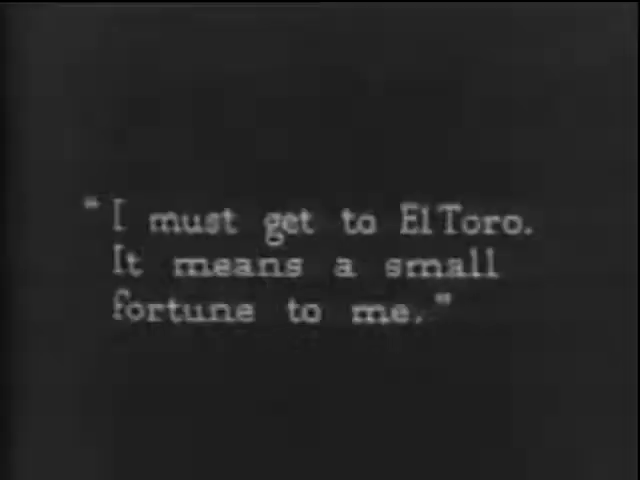 "I must get to El Toro.
It means a small
fortune to me."